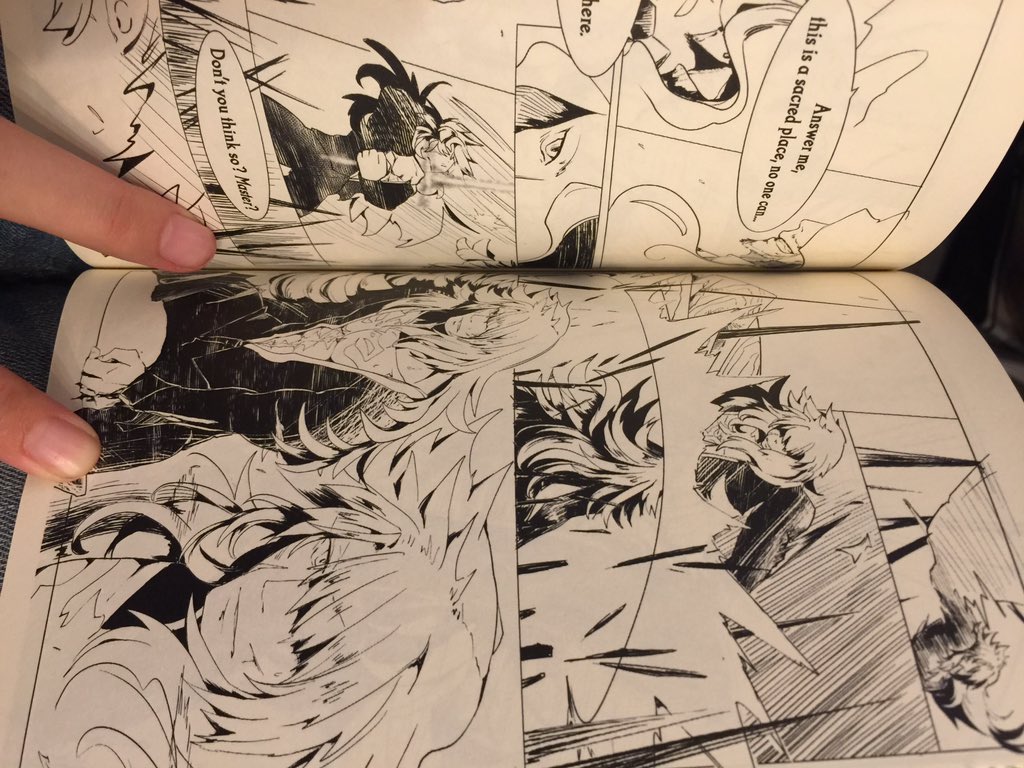 Answer me,
this is a sacred place, no one can..
here.
Don't you think so? Master?